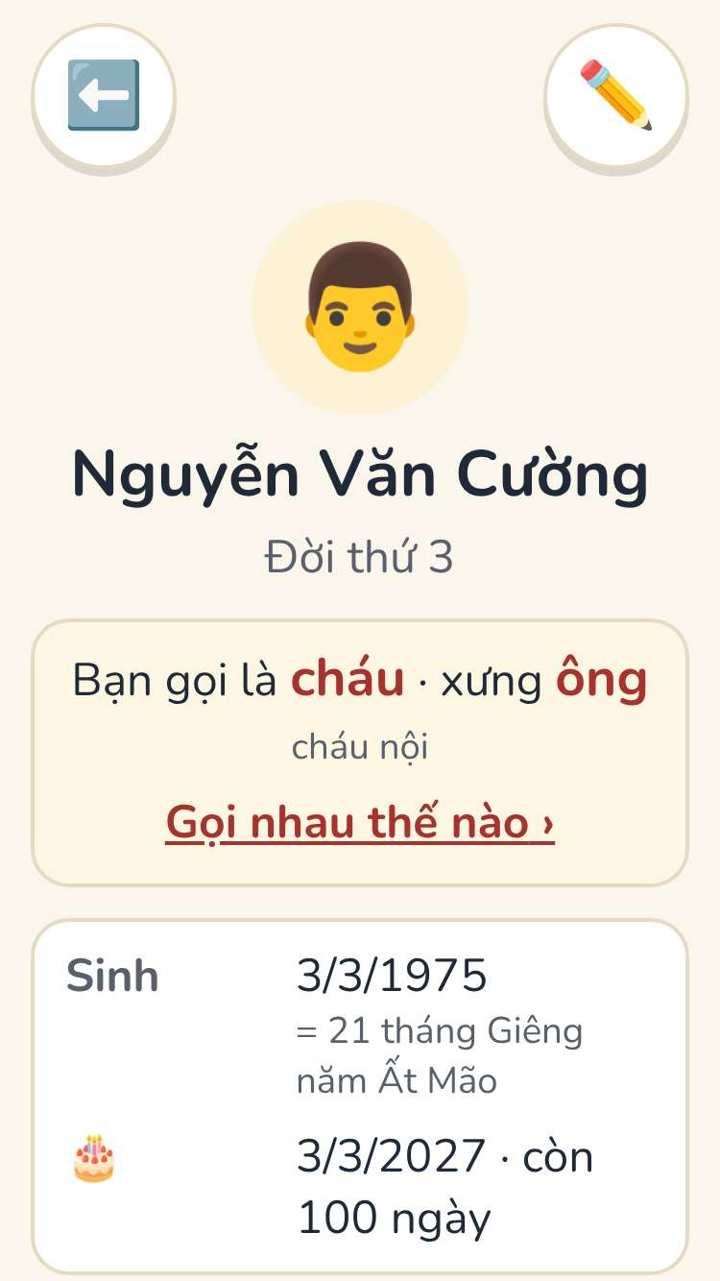 Nguyễn Văn Cường
Đời thứ 3
Bạn gọi là cháu · xưng ông
cháu nội
Gọi nhau thế nào ›
Sinh 3/3/1975
= 21 tháng Giêng
năm Ất Mão
3/3/2027 · còn
100 ngày